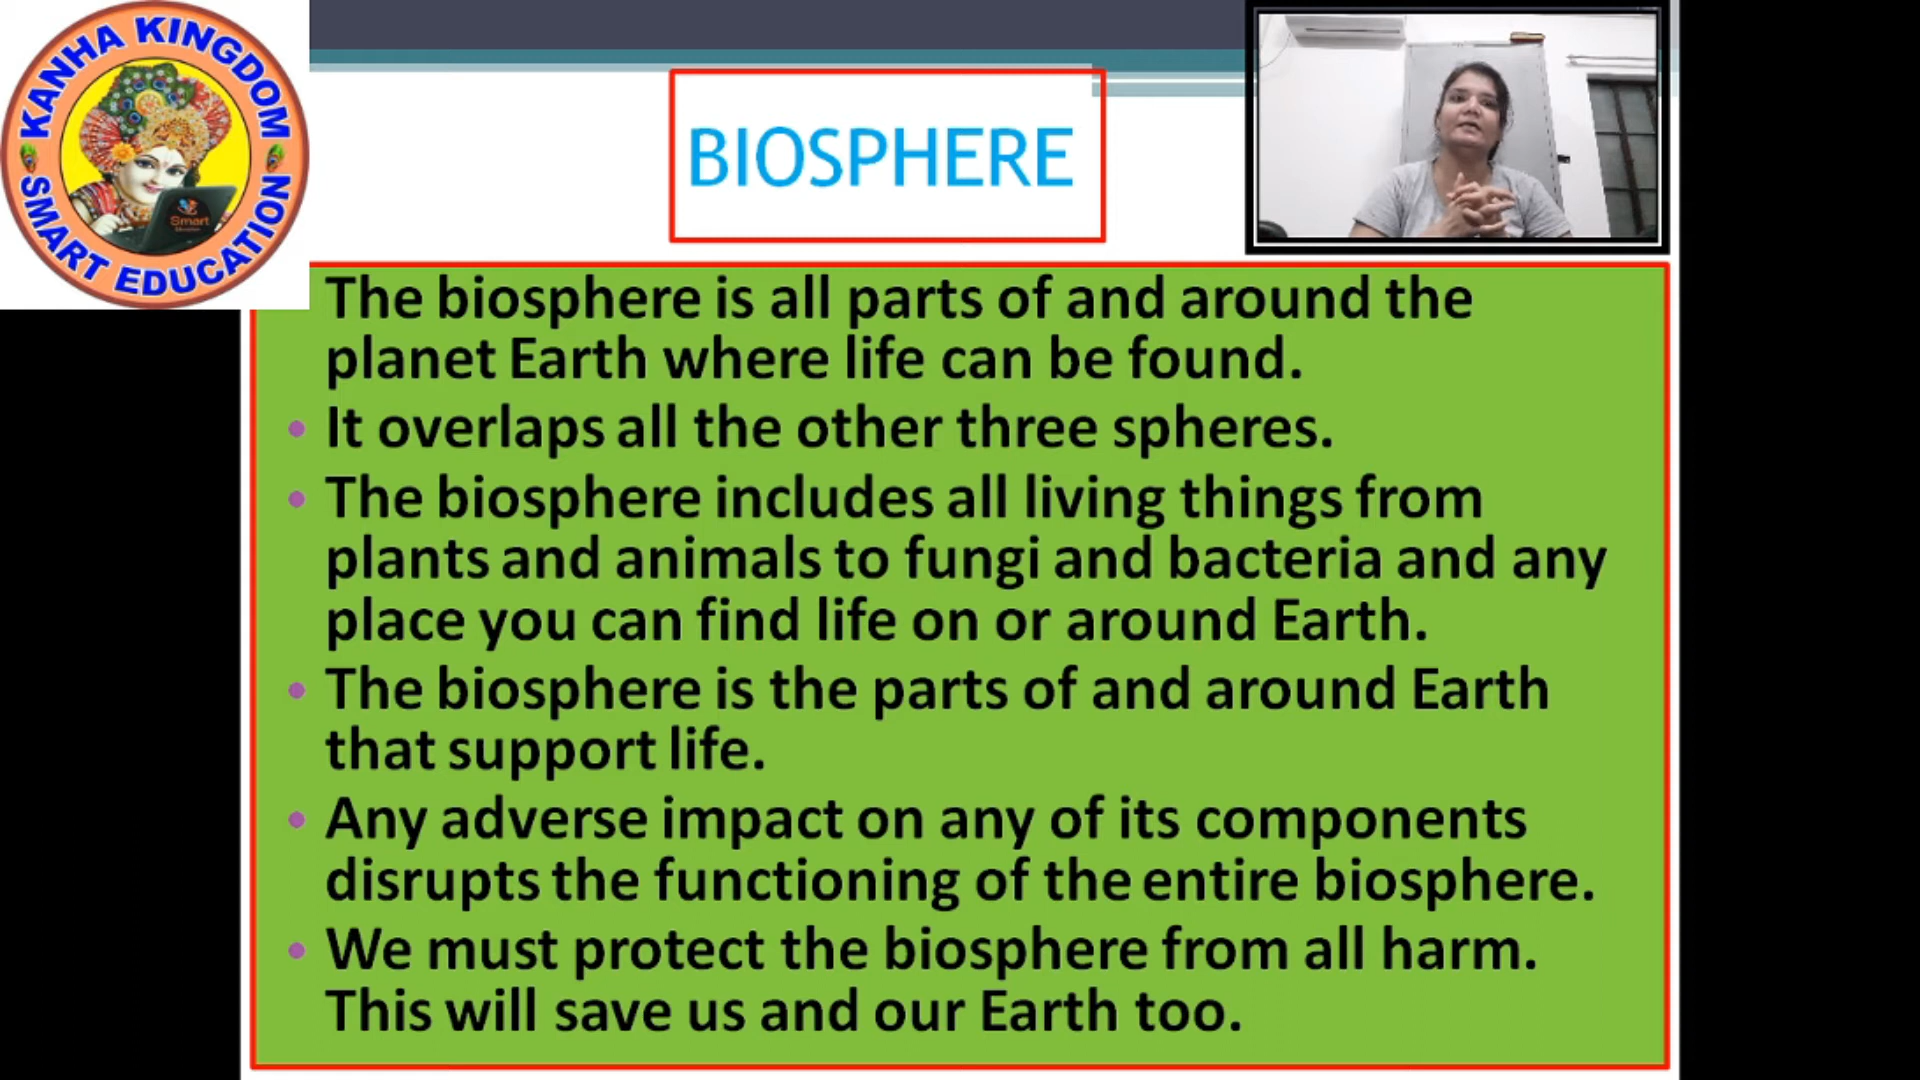 KANHA KINGDOM
SMART EDUCATION
Smart
BIOSPHERE
The biosphere is all parts of and around the
planet Earth where life can be found.
• It overlaps all the other three spheres.
• The biosphere includes all living things from
plants and animals to fungi and bacteria and any
place you can find life on or around Earth.
• The biosphere is the parts of and around Earth
that support life.
• Any adverse impact on any of its components
disrupts the functioning of the entire biosphere.
• We must protect the biosphere from all harm.
This will save us and our Earth too.